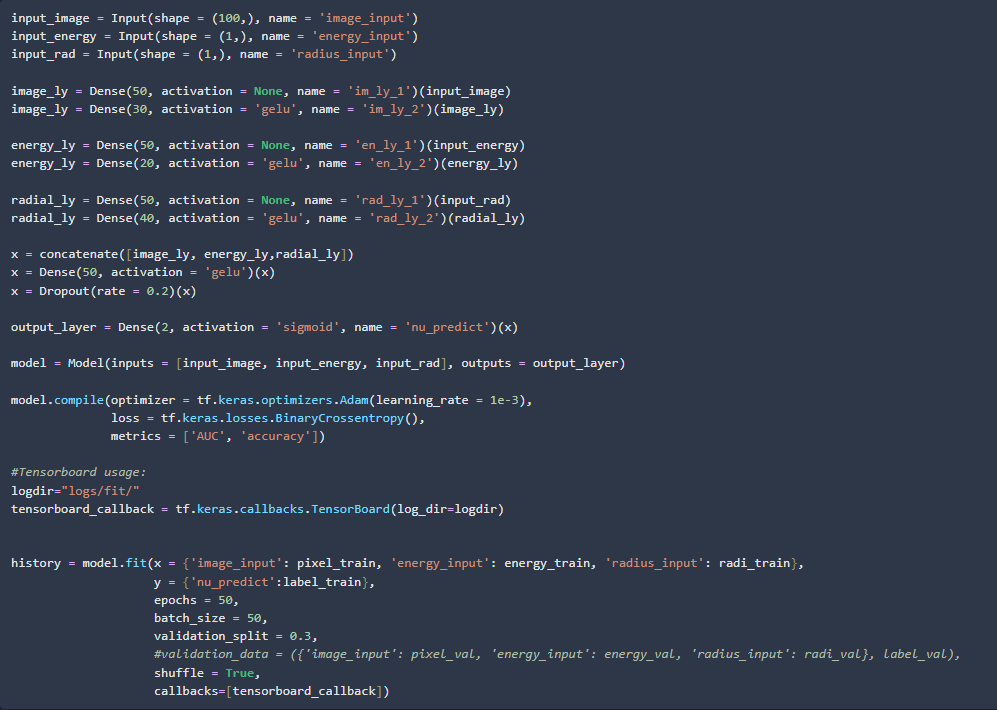 input_image = Input(shape = (100,), name = 'image_input')
input_energy = Input(shape = (1,), name = 'energy_input')
input_rad = Input(shape = (1,), name = 'radius_input')

image_ly = Dense(50, activation = None, name = 'im_ly_1')(input_image)
image_ly = Dense(30, activation = 'gelu', name = 'im_ly_2')(image_ly)

energy_ly = Dense(50, activation = None, name = 'en_ly_1')(input_energy)
energy_ly = Dense(20, activation = 'gelu', name = 'en_ly_2')(energy_ly)

radial_ly = Dense(50, activation = None, name = 'rad_ly_1')(input_rad)
radial_ly = Dense(40, activation = 'gelu', name = 'rad_ly_2')(radial_ly)

x = concatenate([image_ly, energy_ly,radial_ly])
x = Dense(50, activation = 'gelu')(x)
x = Dropout(rate = 0.2)(x)

output_layer = Dense(2, activation = 'sigmoid', name = 'nu_predict')(x)

model = Model(inputs = [input_image, input_energy, input_rad], outputs = output_layer)

model.compile(optimizer = tf.keras.optimizers.Adam(learning_rate = 1e-3),
              loss = tf.keras.losses.BinaryCrossentropy(),
              metrics = ['AUC', 'accuracy'])

#Tensorboard usage:
logdir="logs/fit/"
tensorboard_callback = tf.keras.callbacks.TensorBoard(log_dir=logdir)


history = model.fit(x = {'image_input': pixel_train, 'energy_input': energy_train, 'radius_input': radi_train},
                    y = {'nu_predict':label_train},
                    epochs = 50,
                    batch_size = 50,
                    validation_split = 0.3,
                    #validation_data = ({'image_input': pixel_val, 'energy_input': energy_val, 'radius_input': radi_val}, label_val),
                    shuffle = True,
                    callbacks=[tensorboard_callback])